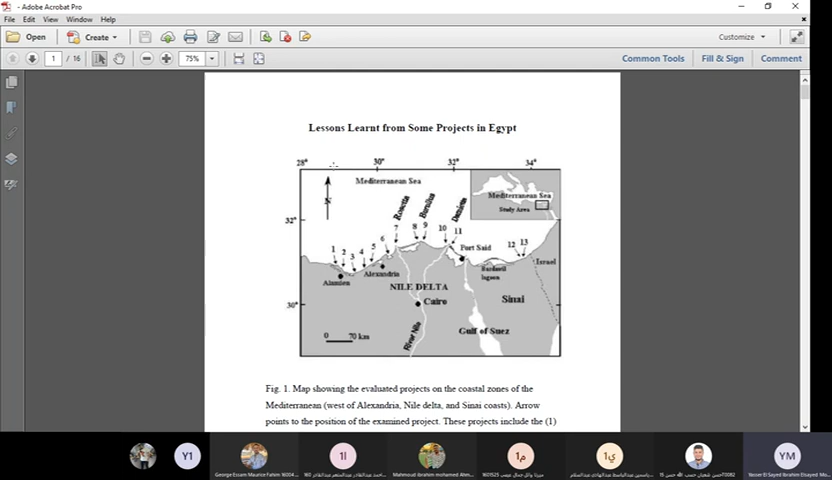 - Adobe Acrobat Pro
File Edit View Window Help
Open Create Customize
1 / 16 75% Common Tools Fill & Sign Comment
Lessons Learnt from Some Projects in Egypt
28° 30° 32° 34°
Mediterranean Sea
Mediterranean Sea
Study Area
N
Rosetta
Burullus
Damietta
32°
1 2 3 4 5 6 7 8 9 10 11 12 13
Port Said
Bardawil lagoon
Israel
Alamien
Alexandria
NILE DELTA
Cairo
Sinai
30°
River Nile
Gulf of Suez
0 70 km
Fig. 1. Map showing the evaluated projects on the coastal zones of the
Mediterranean (west of Alexandria, Nile delta, and Sinai coasts). Arrow
points to the position of the examined project. These projects include the (1)
Y1
1ا
1م
1ي
YM
George Essam Maurice Fahim 16004...
Mahmoud ibrahim mohamed Ahm...
Yasser El Sayed Ibrahim Elsayed